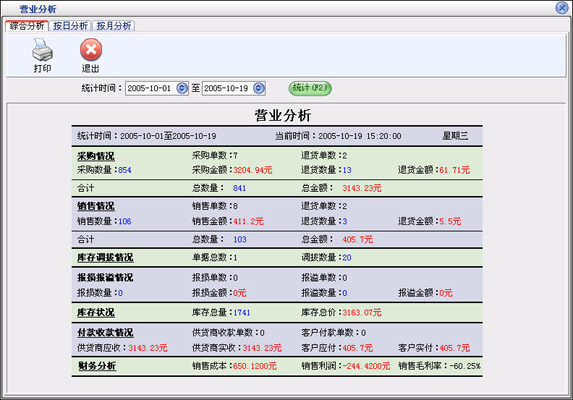 营业分析
综合分析 按日分析 按月分析
打印 退出
统计时间：2005-10-01 至 2005-10-19 统计(F2)
营业分析
统计时间：2005-10-01至2005-10-19 当前时间：2005-10-19 15:20:00 星期三
采购情况 采购单数：7 退货单数：2
采购数量：854 采购金额：3204.94元 退货数量：13 退货金额：61.71元
合计 总数量： 841 总金额： 3143.23元
销售情况 销售单数：8 退货单数：2
销售数量：106 销售金额：411.2元 退货数量：3 退货金额：5.5元
合计 总数量： 103 总金额： 405.7元
库存调拨情况 单据总数：1 调拨数量：20
报损报溢情况 报损单数：0 报溢单数：0
报损数量：0 报损金额：0元 报溢数量：0 报溢金额：0元
库存状况 库存总量：1741 库存总价：3163.07元
付款收款情况 供货商收款单数：0 客户付款单数：0
供货商应收：3143.23元 供货商实收：3143.23元 客户应付：405.7元 客户实付：405.7元
财务分析 销售成本：650.1200元 销售利润：-244.4200元 销售毛利率：-60.25%